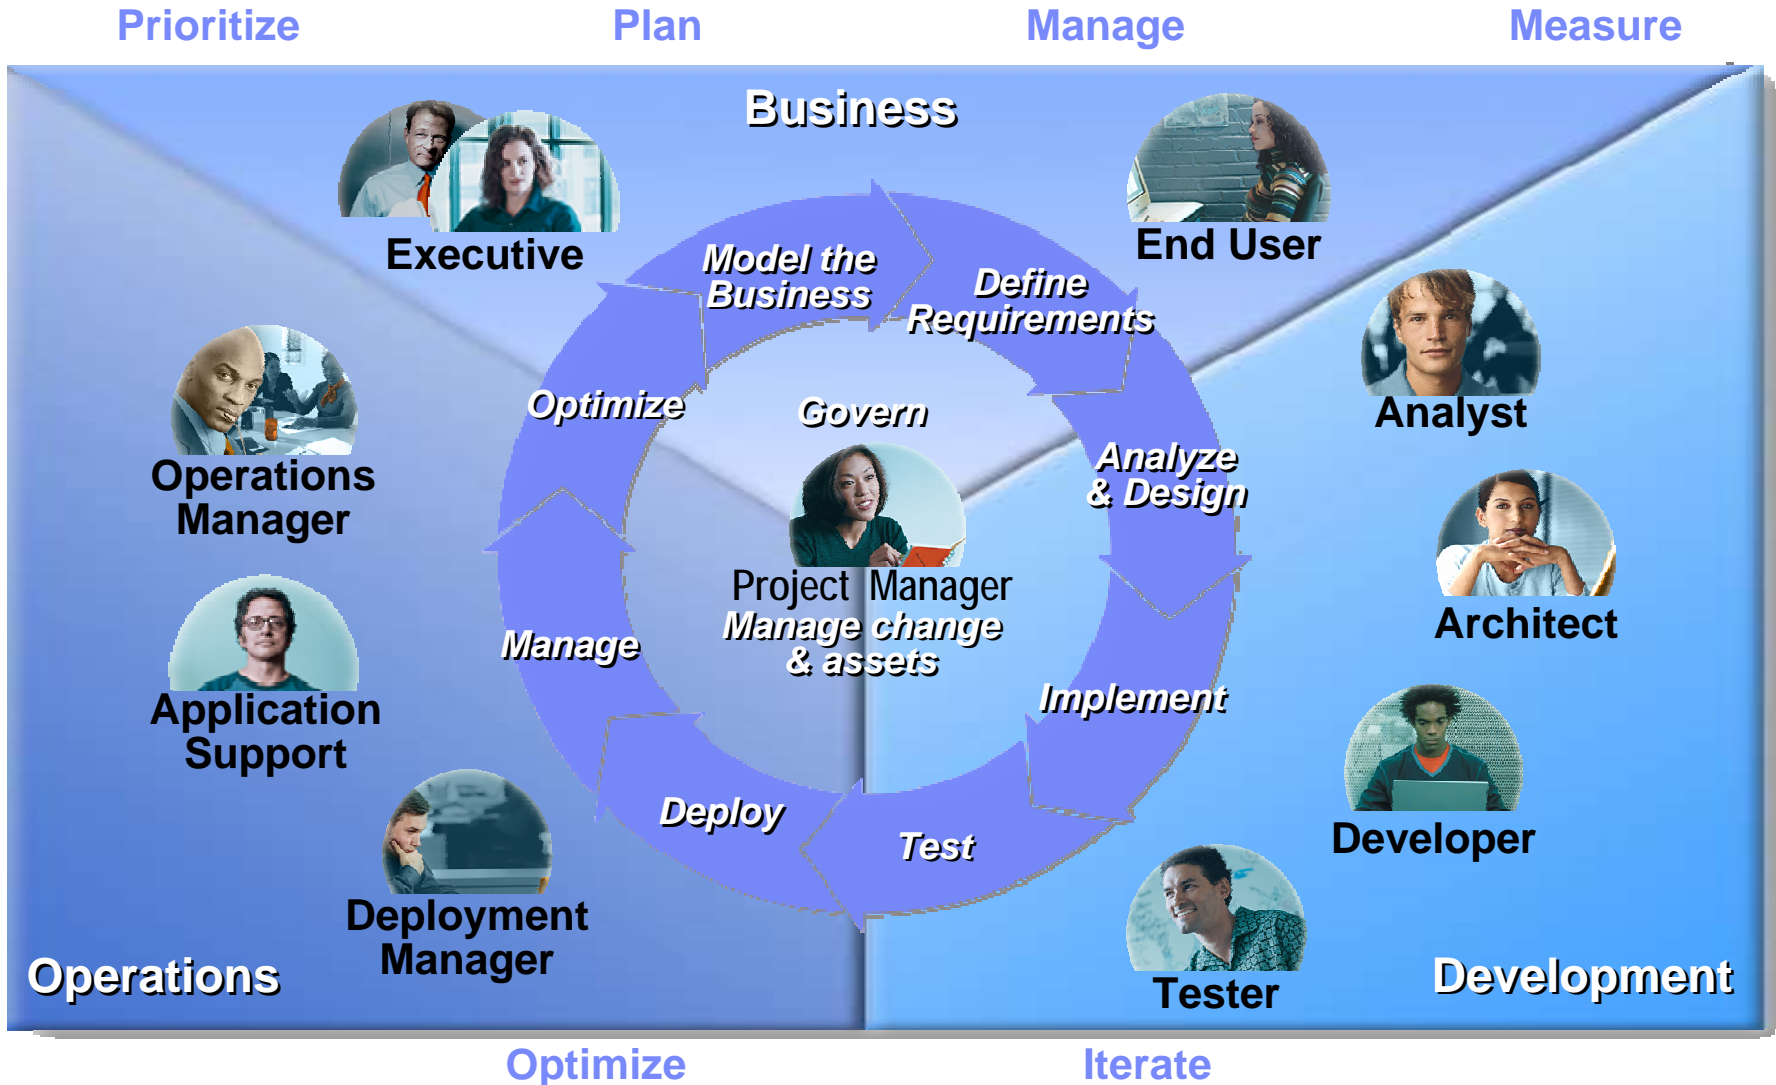 Prioritize
Plan
Manage
Measure
Business
Executive
End User
Model the
Business
Define
Requirements
Optimize
Govern
Analyst
Operations
Manager
Analyze
& Design
Project Manager
Manage change
& assets
Architect
Manage
Application
Support
Implement
Deploy
Test
Developer
Deployment
Manager
Tester
Operations
Development
Optimize
Iterate